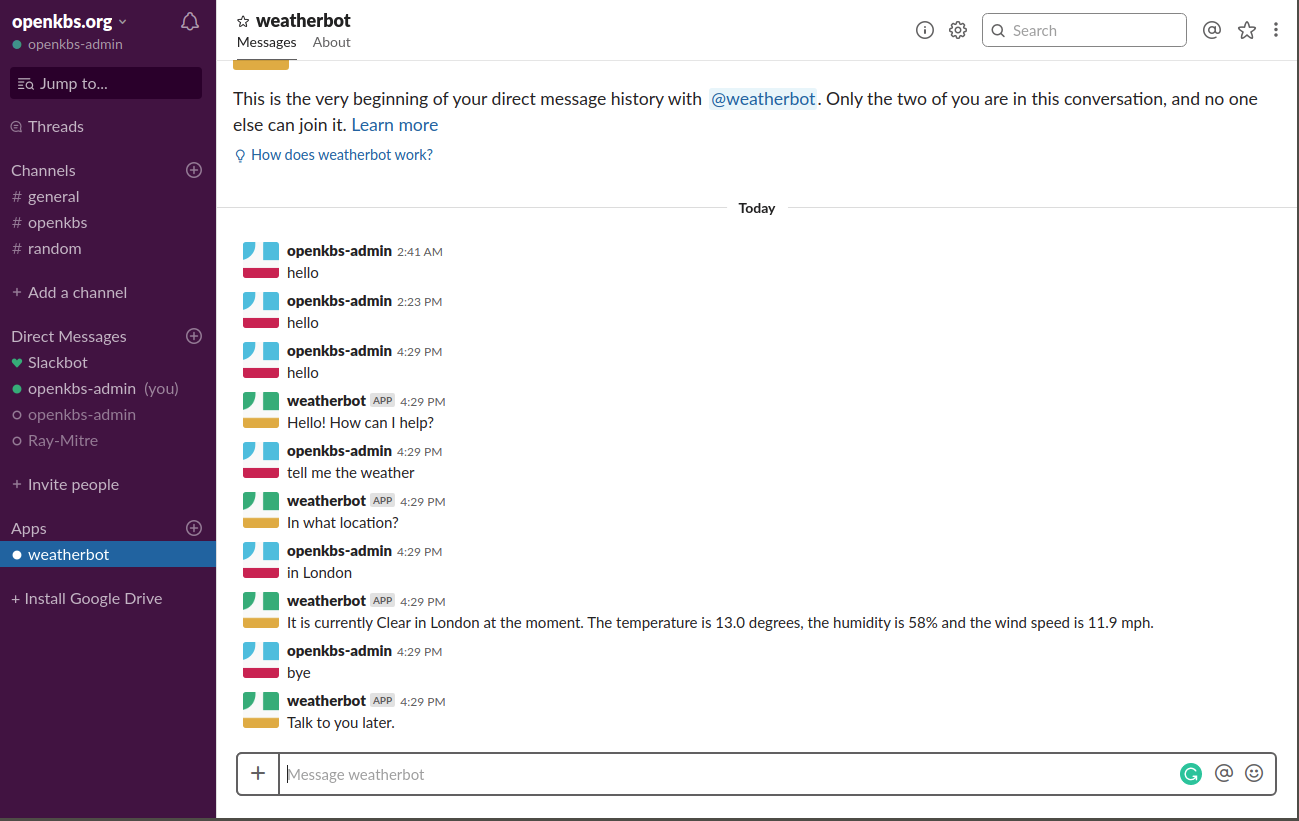 openkbs.org
openkbs-admin
Jump to...
Threads
Channels
# general
# openkbs
# random
+ Add a channel
Direct Messages
Slackbot
openkbs-admin (you)
openkbs-admin
Ray-Mitre
+ Invite people
Apps
weatherbot
+ Install Google Drive
weatherbot
Messages About
Search
This is the very beginning of your direct message history with @weatherbot. Only the two of you are in this conversation, and no one
else can join it. Learn more
How does weatherbot work?
Today
openkbs-admin 2:41 AM
hello
openkbs-admin 2:23 PM
hello
openkbs-admin 4:29 PM
hello
weatherbot APP 4:29 PM
Hello! How can I help?
openkbs-admin 4:29 PM
tell me the weather
weatherbot APP 4:29 PM
In what location?
openkbs-admin 4:29 PM
in London
weatherbot APP 4:29 PM
It is currently Clear in London at the moment. The temperature is 13.0 degrees, the humidity is 58% and the wind speed is 11.9 mph.
openkbs-admin 4:29 PM
bye
weatherbot APP 4:29 PM
Talk to you later.
+ Message weatherbot